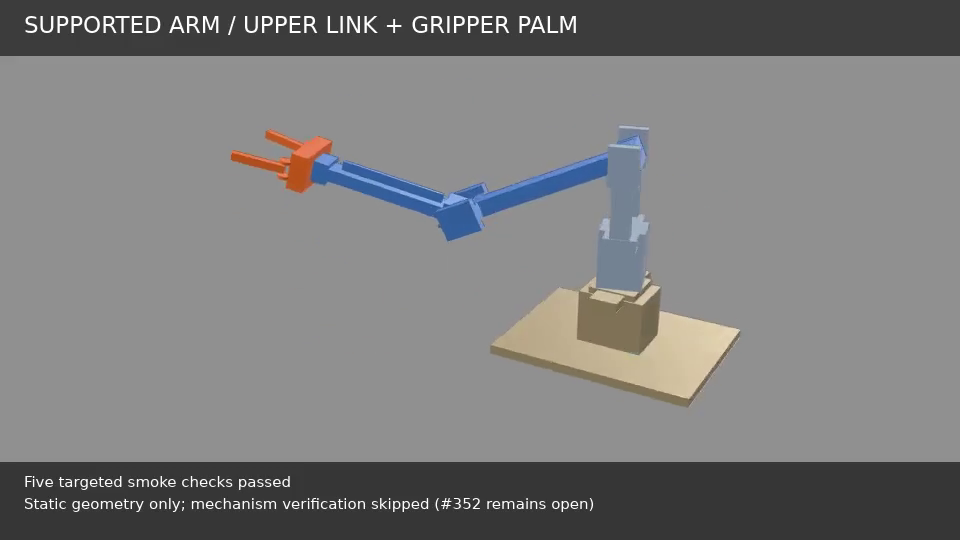 SUPPORTED ARM / UPPER LINK + GRIPPER PALM
Five targeted smoke checks passed
Static geometry only; mechanism verification skipped (#352 remains open)